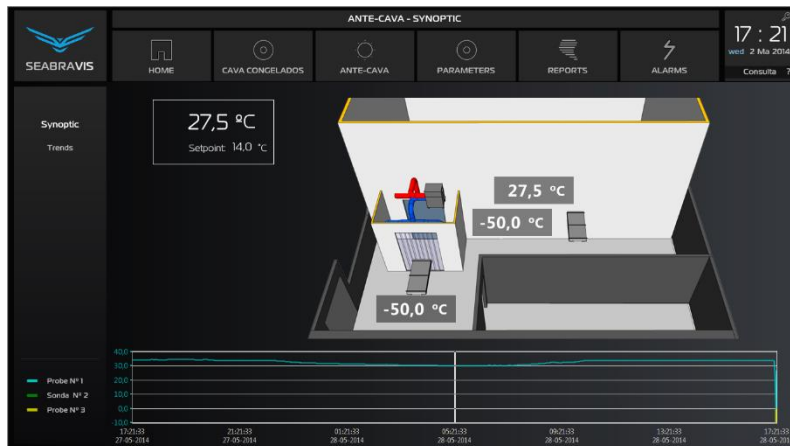 ANTE-CAVA - SYNOPTIC
17 : 21
wed 2 Ma 2014
Consulta ?
SEABRAVIS
HOME
CAVA CONGELADOS
ANTE-CAVA
PARAMETERS
REPORTS
ALARMS
Synoptic
Trends
27,5 ºC
Setpoint: 14,0 °C
27,5 ºC
-50,0 ºC
-50,0 ºC
40,0
30,0
20,0
10,0
0,0
-10,0
Probe Nº 1
Sonda Nº 2
Probe Nº 3
17:21:33
27-05-2014
21:21:33
27-05-2014
01:21:33
28-05-2014
05:21:33
28-05-2014
09:21:33
28-05-2014
13:21:33
28-05-2014
17:21:33
28-05-2014